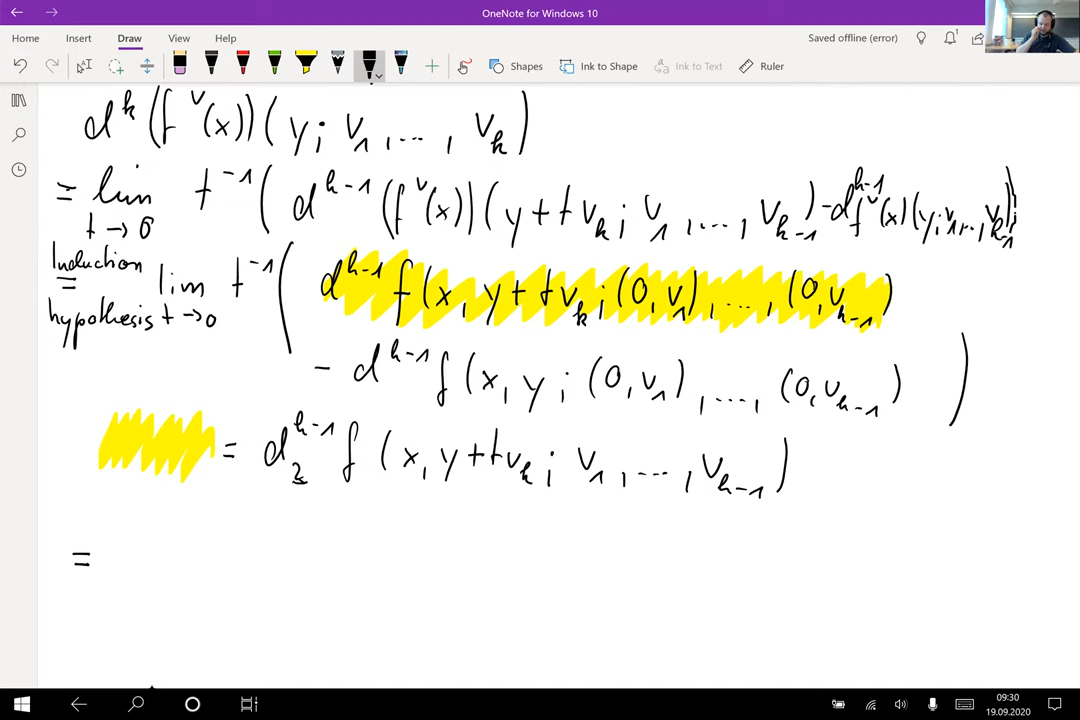 OneNote for Windows 10
Home Insert Draw View Help
Saved offline (error)
Shapes Ink to Shape Ink to Text Ruler
d^k(f^∨(x))(y; v_1, ..., v_k)
= lim_{t→0} t^{-1}(d^{k-1}(f^∨(x))(y+tv_k; v_1, ..., v_{k-1}) - d^{k-1}f^∨(x)(y; v_1, ..., v_{k-1}))
Induction hypothesis = lim_{t→0} t^{-1}(d^{k-1}f(x, y+tv_k; (0,v_1), ..., (0,v_{k-1})
- d^{k-1}f(x, y; (0,v_1), ..., (0,v_{k-1}))
= d_2^{k-1}f(x, y+tv_k; v_1, ..., v_{k-1})
=
09:30
19.09.2020